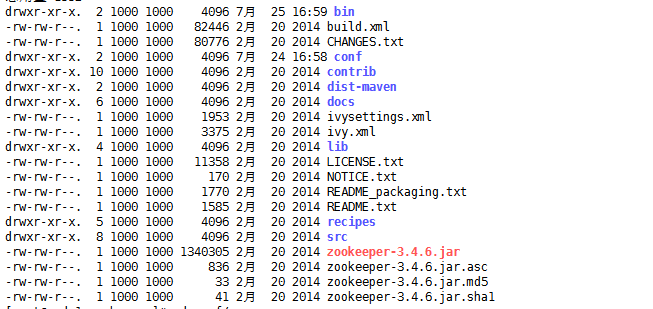 drwxr-xr-x.  2 1000 1000    4096 7月  25 16:59 bin
-rw-rw-r--.  1 1000 1000   82446 2月  20 2014 build.xml
-rw-rw-r--.  1 1000 1000   80776 2月  20 2014 CHANGES.txt
drwxr-xr-x.  2 1000 1000    4096 7月  24 16:58 conf
drwxr-xr-x. 10 1000 1000    4096 2月  20 2014 contrib
drwxr-xr-x.  2 1000 1000    4096 2月  20 2014 dist-maven
drwxr-xr-x.  6 1000 1000    4096 2月  20 2014 docs
-rw-rw-r--.  1 1000 1000    1953 2月  20 2014 ivysettings.xml
-rw-rw-r--.  1 1000 1000    3375 2月  20 2014 ivy.xml
drwxr-xr-x.  4 1000 1000    4096 2月  20 2014 lib
-rw-rw-r--.  1 1000 1000   11358 2月  20 2014 LICENSE.txt
-rw-rw-r--.  1 1000 1000     170 2月  20 2014 NOTICE.txt
-rw-rw-r--.  1 1000 1000    1770 2月  20 2014 README_packaging.txt
-rw-rw-r--.  1 1000 1000    1585 2月  20 2014 README.txt
drwxr-xr-x.  5 1000 1000    4096 2月  20 2014 recipes
drwxr-xr-x.  8 1000 1000    4096 2月  20 2014 src
-rw-rw-r--.  1 1000 1000 1340305 2月  20 2014 zookeeper-3.4.6.jar
-rw-rw-r--.  1 1000 1000     836 2月  20 2014 zookeeper-3.4.6.jar.asc
-rw-rw-r--.  1 1000 1000      33 2月  20 2014 zookeeper-3.4.6.jar.md5
-rw-rw-r--.  1 1000 1000      41 2月  20 2014 zookeeper-3.4.6.jar.sha1